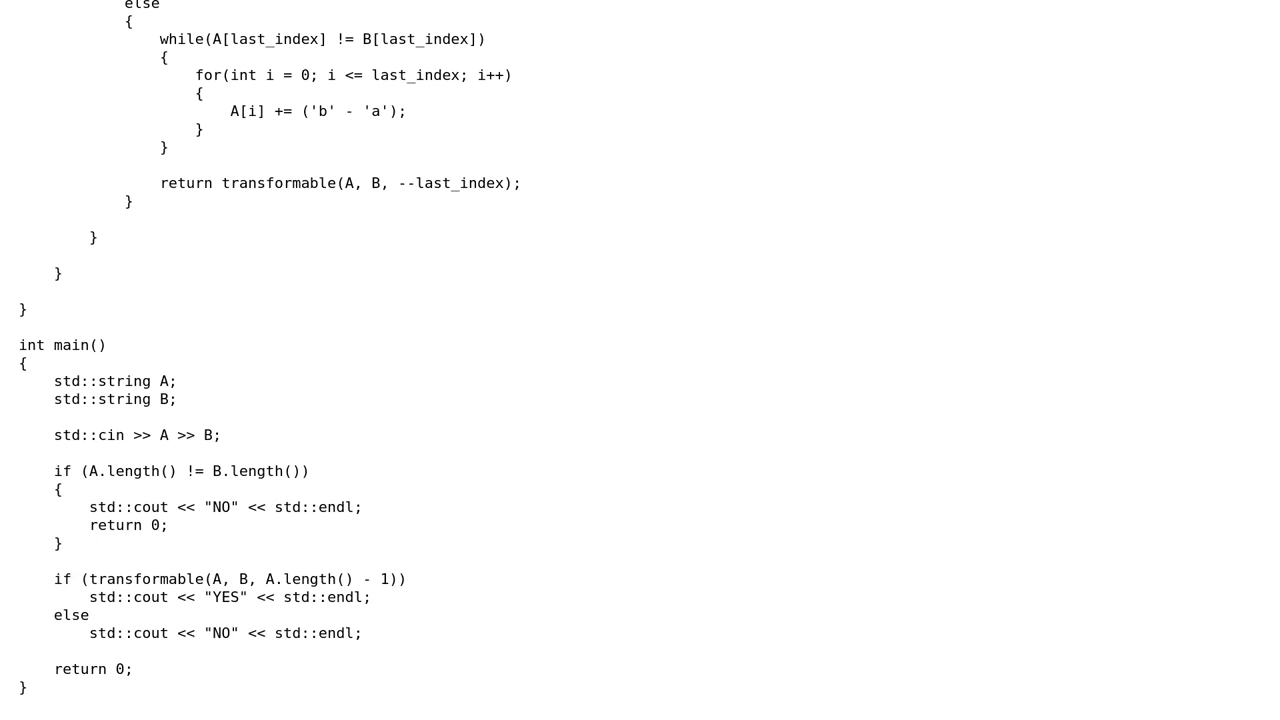 else
            {
                while(A[last_index] != B[last_index])
                {
                    for(int i = 0; i <= last_index; i++)
                    {
                        A[i] += ('b' - 'a');
                    }
                }

                return transformable(A, B, --last_index);
            }

        }

    }

}

int main()
{
    std::string A;
    std::string B;

    std::cin >> A >> B;

    if (A.length() != B.length())
    {
        std::cout << "NO" << std::endl;
        return 0;
    }

    if (transformable(A, B, A.length() - 1))
        std::cout << "YES" << std::endl;
    else
        std::cout << "NO" << std::endl;

    return 0;
}